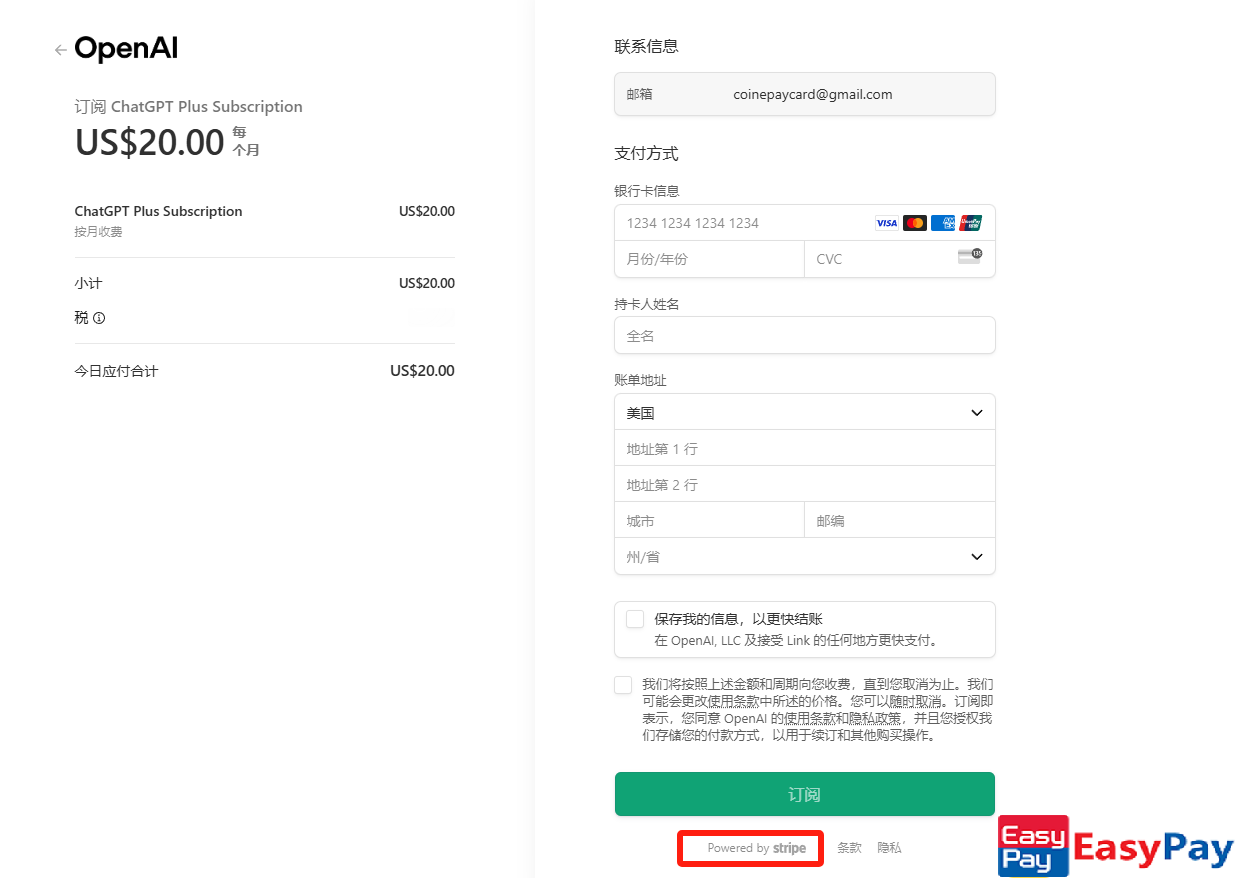 OpenAI
订阅 ChatGPT Plus Subscription
US$20.00 每
个月
ChatGPT Plus Subscription US$20.00
按月收费
小计 US$20.00
税
今日应付合计 US$20.00
联系信息
邮箱 coinepaycard@gmail.com
支付方式
银行卡信息
1234 1234 1234 1234 VISA
月份/年份 CVC 135
持卡人姓名
全名
账单地址
美国
地址第 1 行
地址第 2 行
城市 邮编
州/省
保存我的信息，以更快结账
在 OpenAI, LLC 及接受 Link 的任何地方更快支付。
我们将按照上述金额和周期向您收费，直到您取消为止。我们
可能会更改使用条款中所述的价格。您可以随时取消。订阅即
表示，您同意 OpenAI 的使用条款和隐私政策，并且您授权我
们存储您的付款方式，以用于续订和其他购买操作。
订阅
Powered by stripe 条款 隐私
Easy
Pay
EasyPay